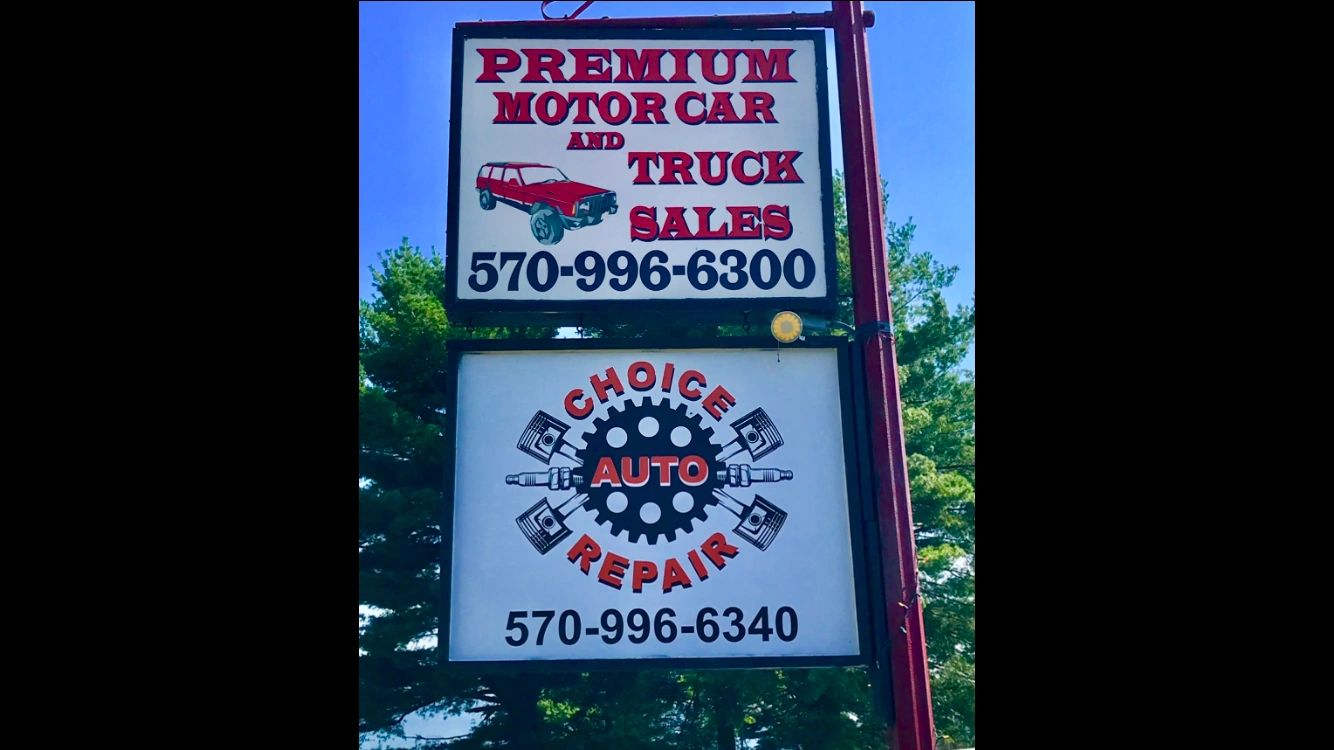 PREMIUM
MOTOR CAR
AND
TRUCK
SALES
570-996-6300
CHOICE
AUTO
REPAIR
570-996-6340